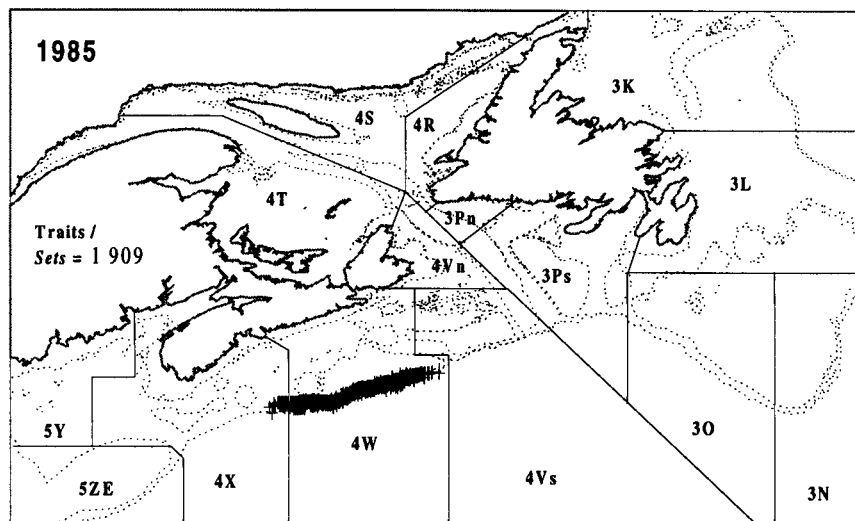 1985
3K
4S
4R
3L
4T
3Pn
Traits /
Sets = 1 909
4Vn
3Ps
5Y
4W
3O
5ZE
4X
4Vs
3N